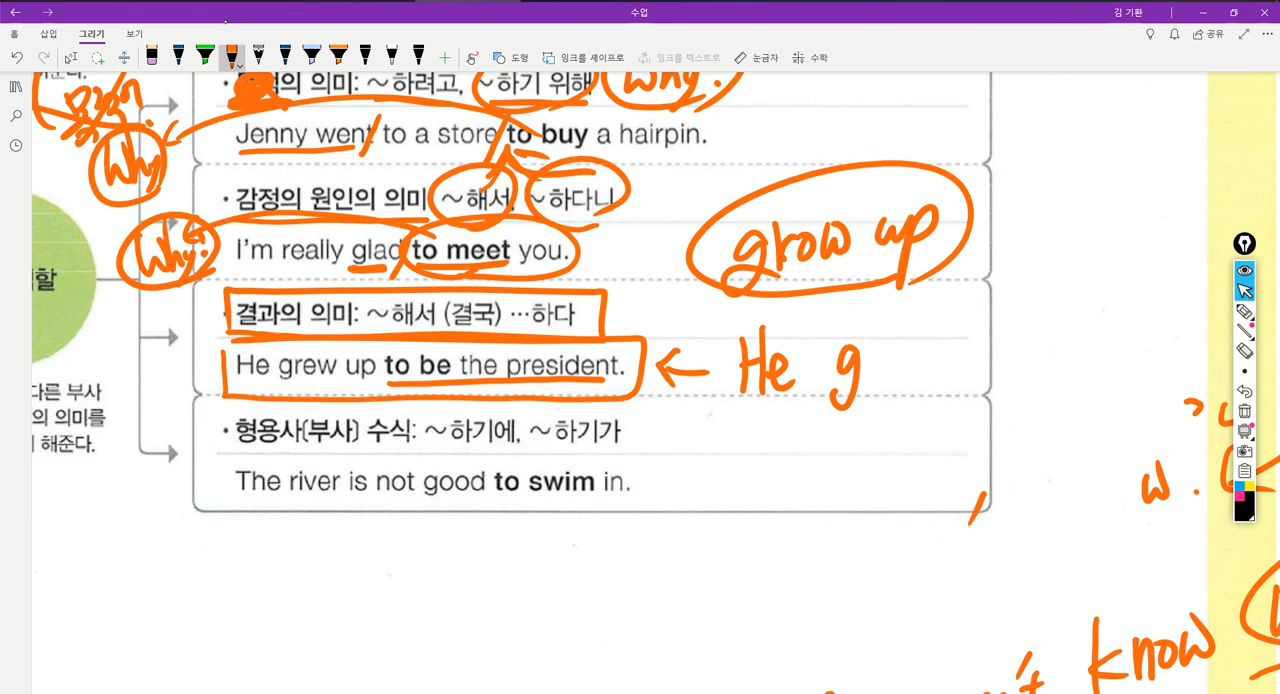 수업
김 기환
홈 삽입 그리기 보기
공유
도형 잉크를 셰이프로 잉크를 텍스트로 눈금자 수학
의 의미: ~하려고, ~하기 위해 Why?
Jenny went to a store to buy a hairpin.
Why
• 감정의 원인의 의미 ~해서, ~하다니
Why?
I'm really glad to meet you.
grow up
할
• 결과의 의미: ~해서 (결국) …하다
He grew up to be the president. ← He g
다른 부사
의 의미를
해준다.
• 형용사(부사) 수식: ~하기에, ~하기가
The river is not good to swim in.
w.
know